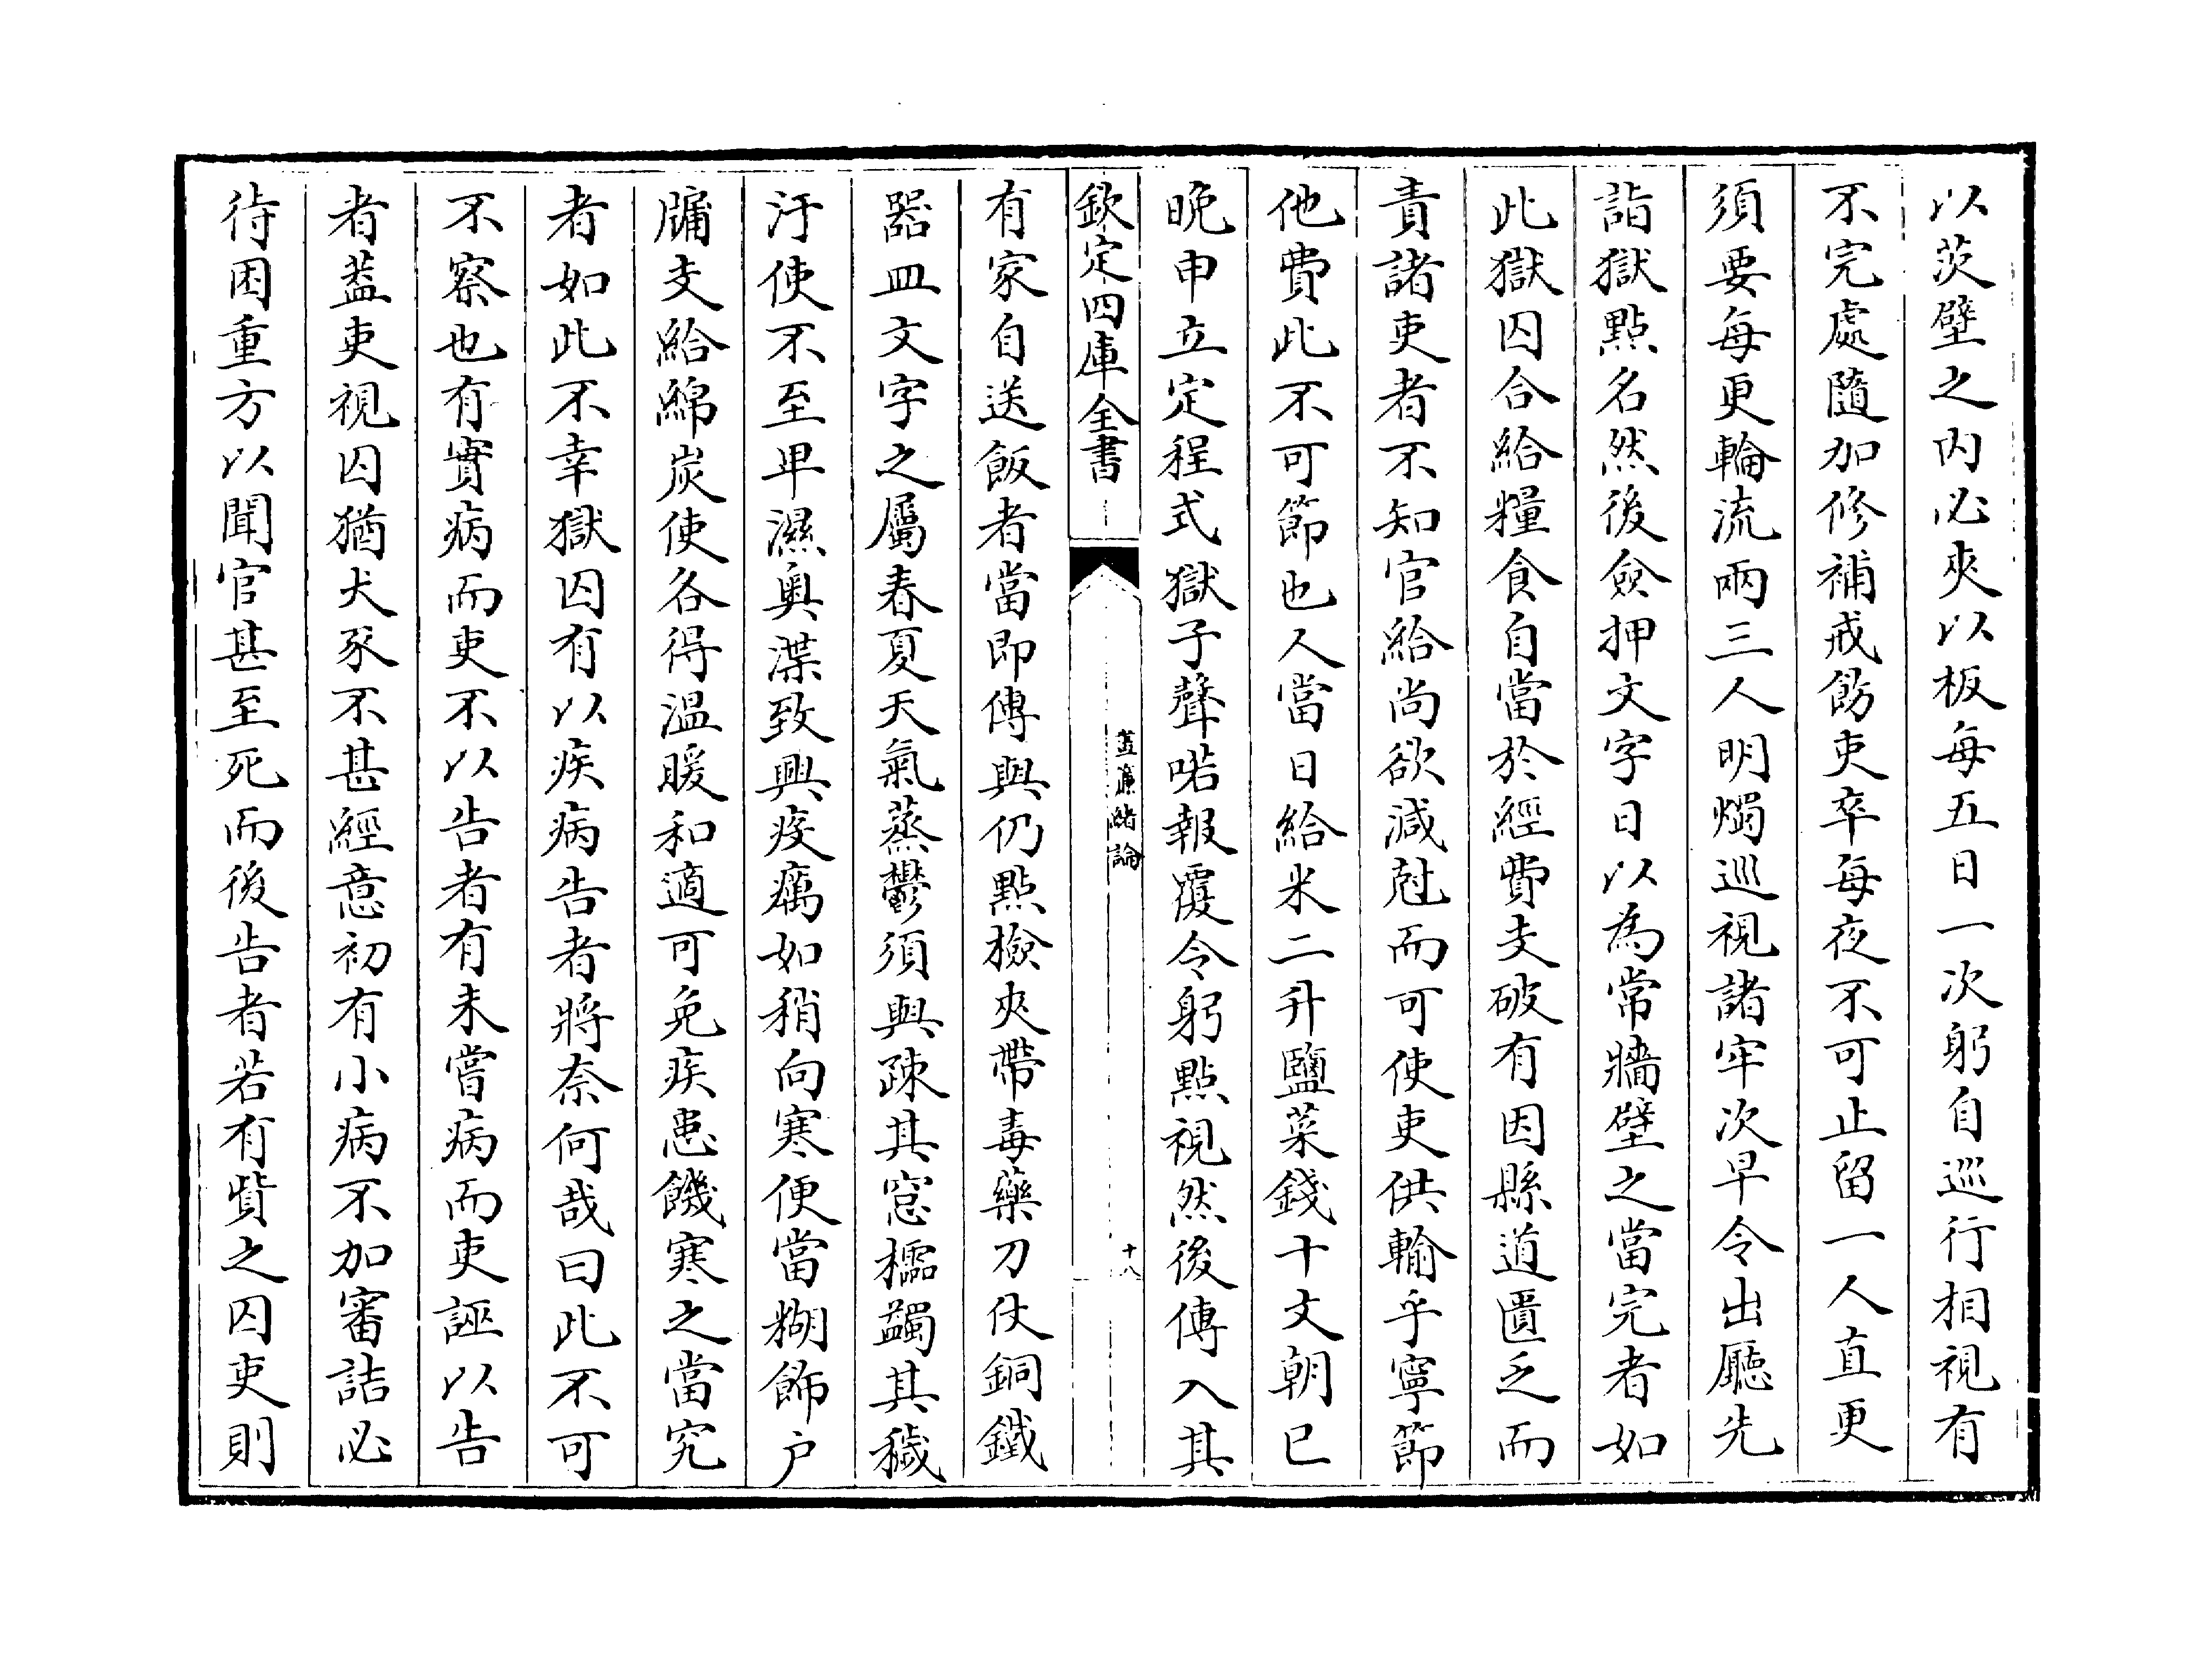 以茨壁之内必夾以板每五日一次躬自巡行相視有
不完處隨加修補戒飭吏卒每夜不可止留一人直更
須要每更輪流兩三人明燭巡視諸牢次早令出廳先
詣獄點名然後僉押文字日以為常牆壁之當完者如
此獄囚合給糧食自當於經費支破有因縣道匱乏而
責諸吏者不知官給尚欲減尅而可使吏供輸乎寧節
他費此不可節也人當日給米二升鹽菜錢十文朝巳
晚申立定程式獄子聲喏報覆令躬點視然後傳入其
欽定四庫全書
晝簾緒論
十八
有家自送飯者當即傳與仍點檢夾帶毒藥刀仗銅鐵
器皿文字之屬春夏天氣蒸鬱須與疎其窓櫺蠲其穢
汙使不至卑濕奥渫致興疫癘如稍向寒便當糊飾户
牖支給綿炭使各得溫暖和適可免疾患饑寒之當究
者如此不幸獄囚有以疾病告者將奈何哉曰此不可
不察也有實病而吏不以告者有未嘗病而吏誣以告
者葢吏視囚猶犬豕不甚經意初有小病不加審詰必
待困重方以聞官甚至死而後告者若有貲之囚吏則